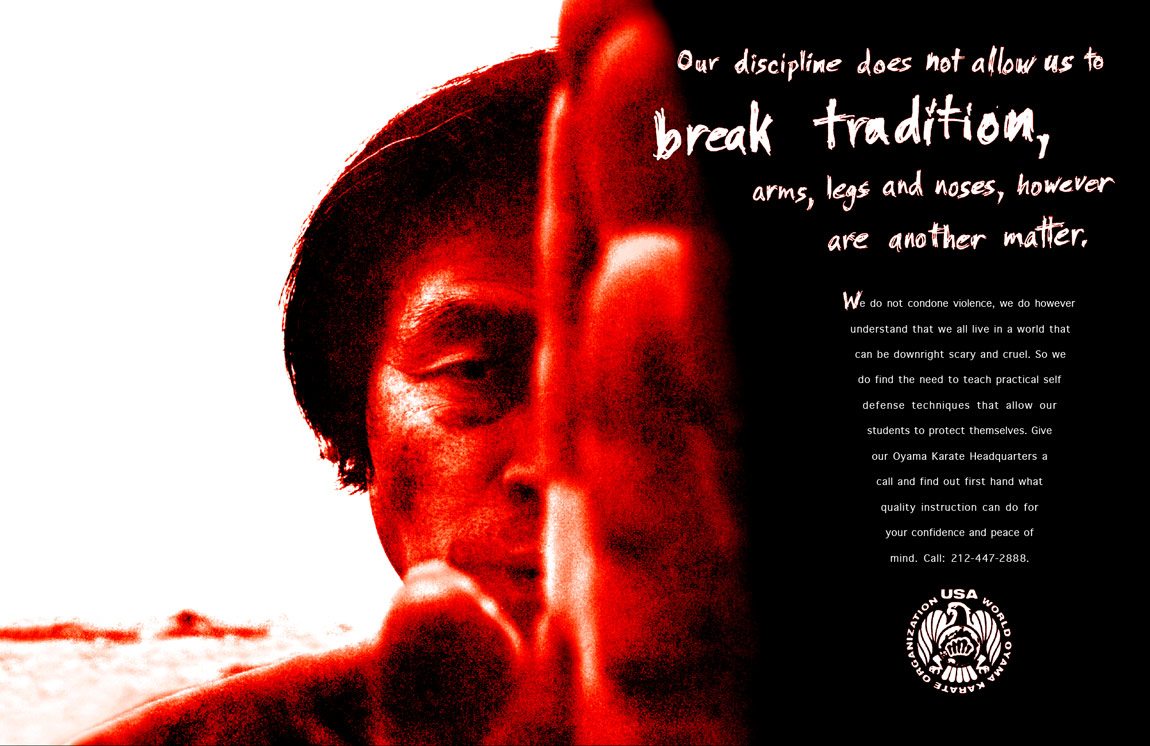 Our discipline does not allow us to
break tradition,
arms, legs and noses, however
are another matter.
We do not condone violence, we do however
understand that we all live in a world that
can be downright scary and cruel. So we
do find the need to teach practical self
defense techniques that allow our
students to protect themselves. Give
our Oyama Karate Headquarters a
call and find out first hand what
quality instruction can do for
your confidence and peace of
mind. Call: 212-447-2888.
USA
WORLD OYAMA KARATE ORGANIZATION